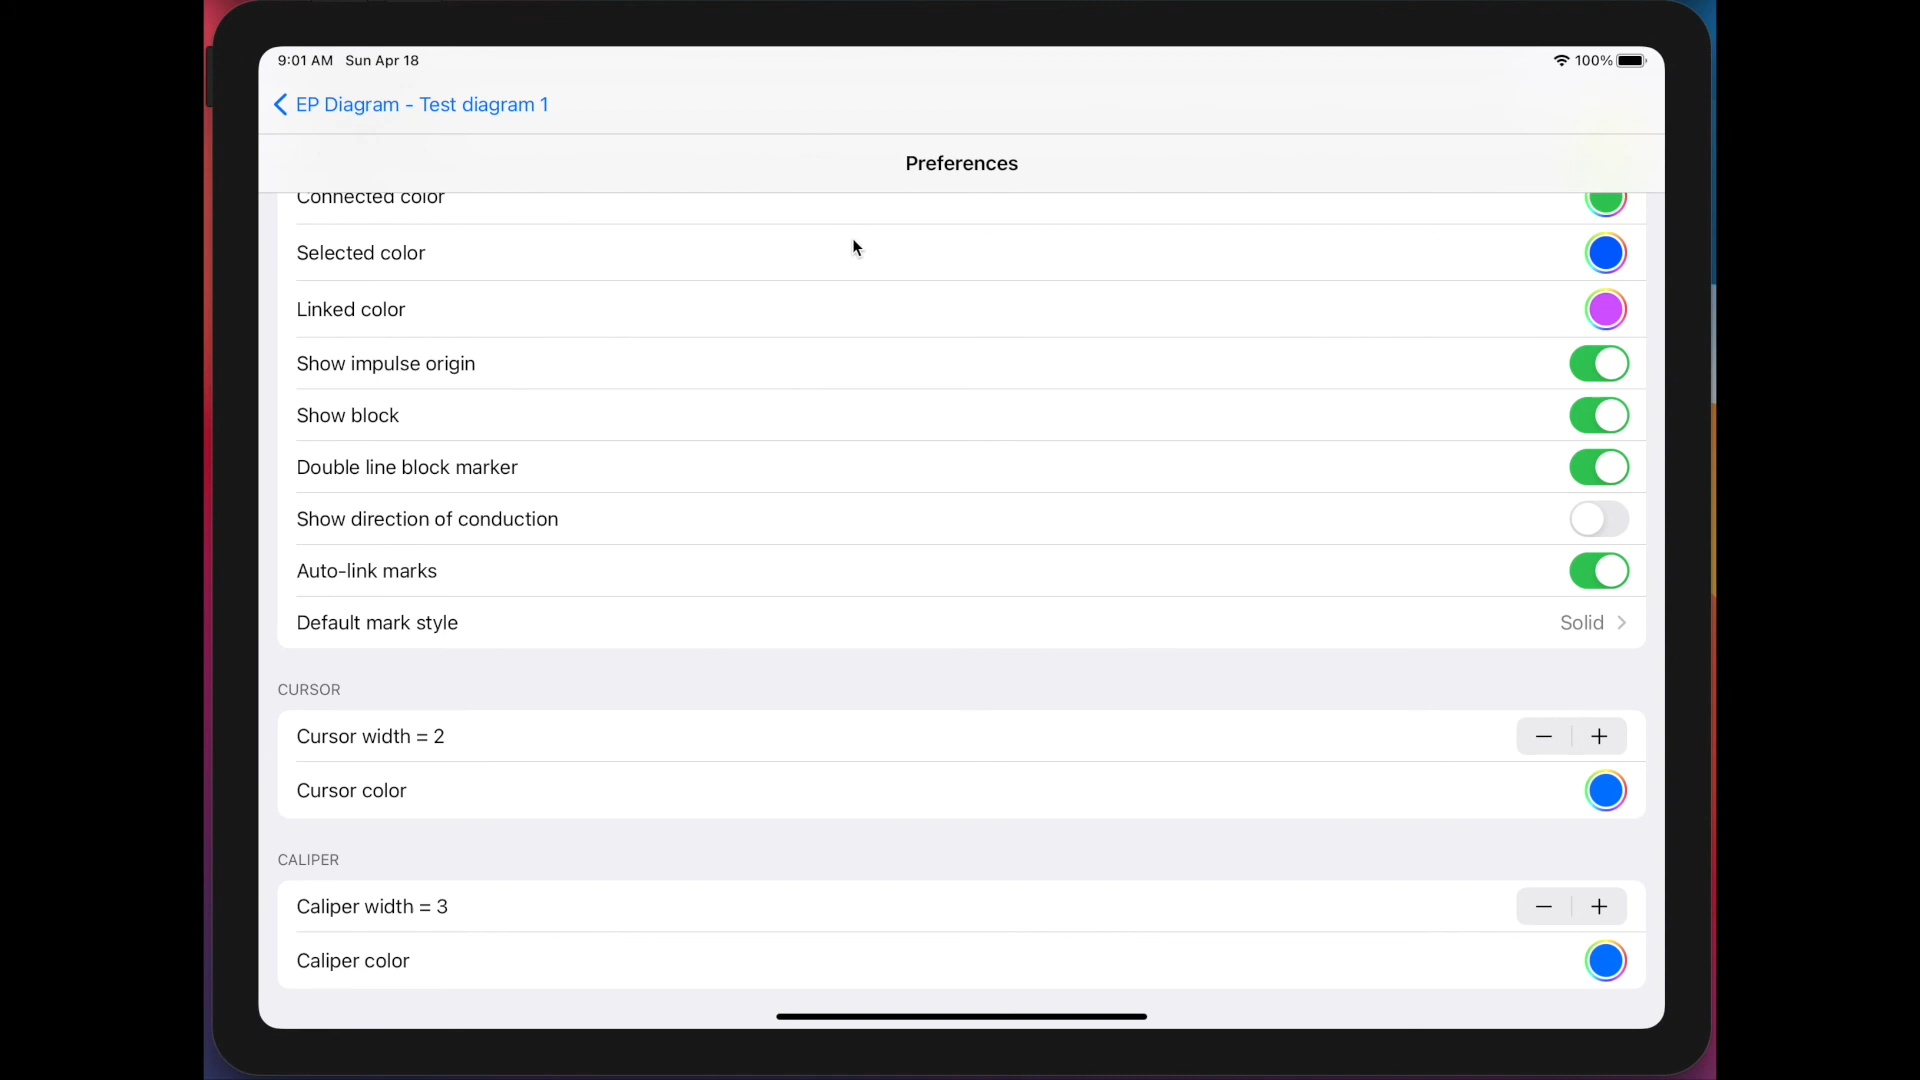 9:01 AM Sun Apr 18
100%
EP Diagram - Test diagram 1
Preferences
Connected color
Selected color
Linked color
Show impulse origin
Show block
Double line block marker
Show direction of conduction
Auto-link marks
Default mark style Solid
CURSOR
Cursor width = 2
Cursor color
CALIPER
Caliper width = 3
Caliper color